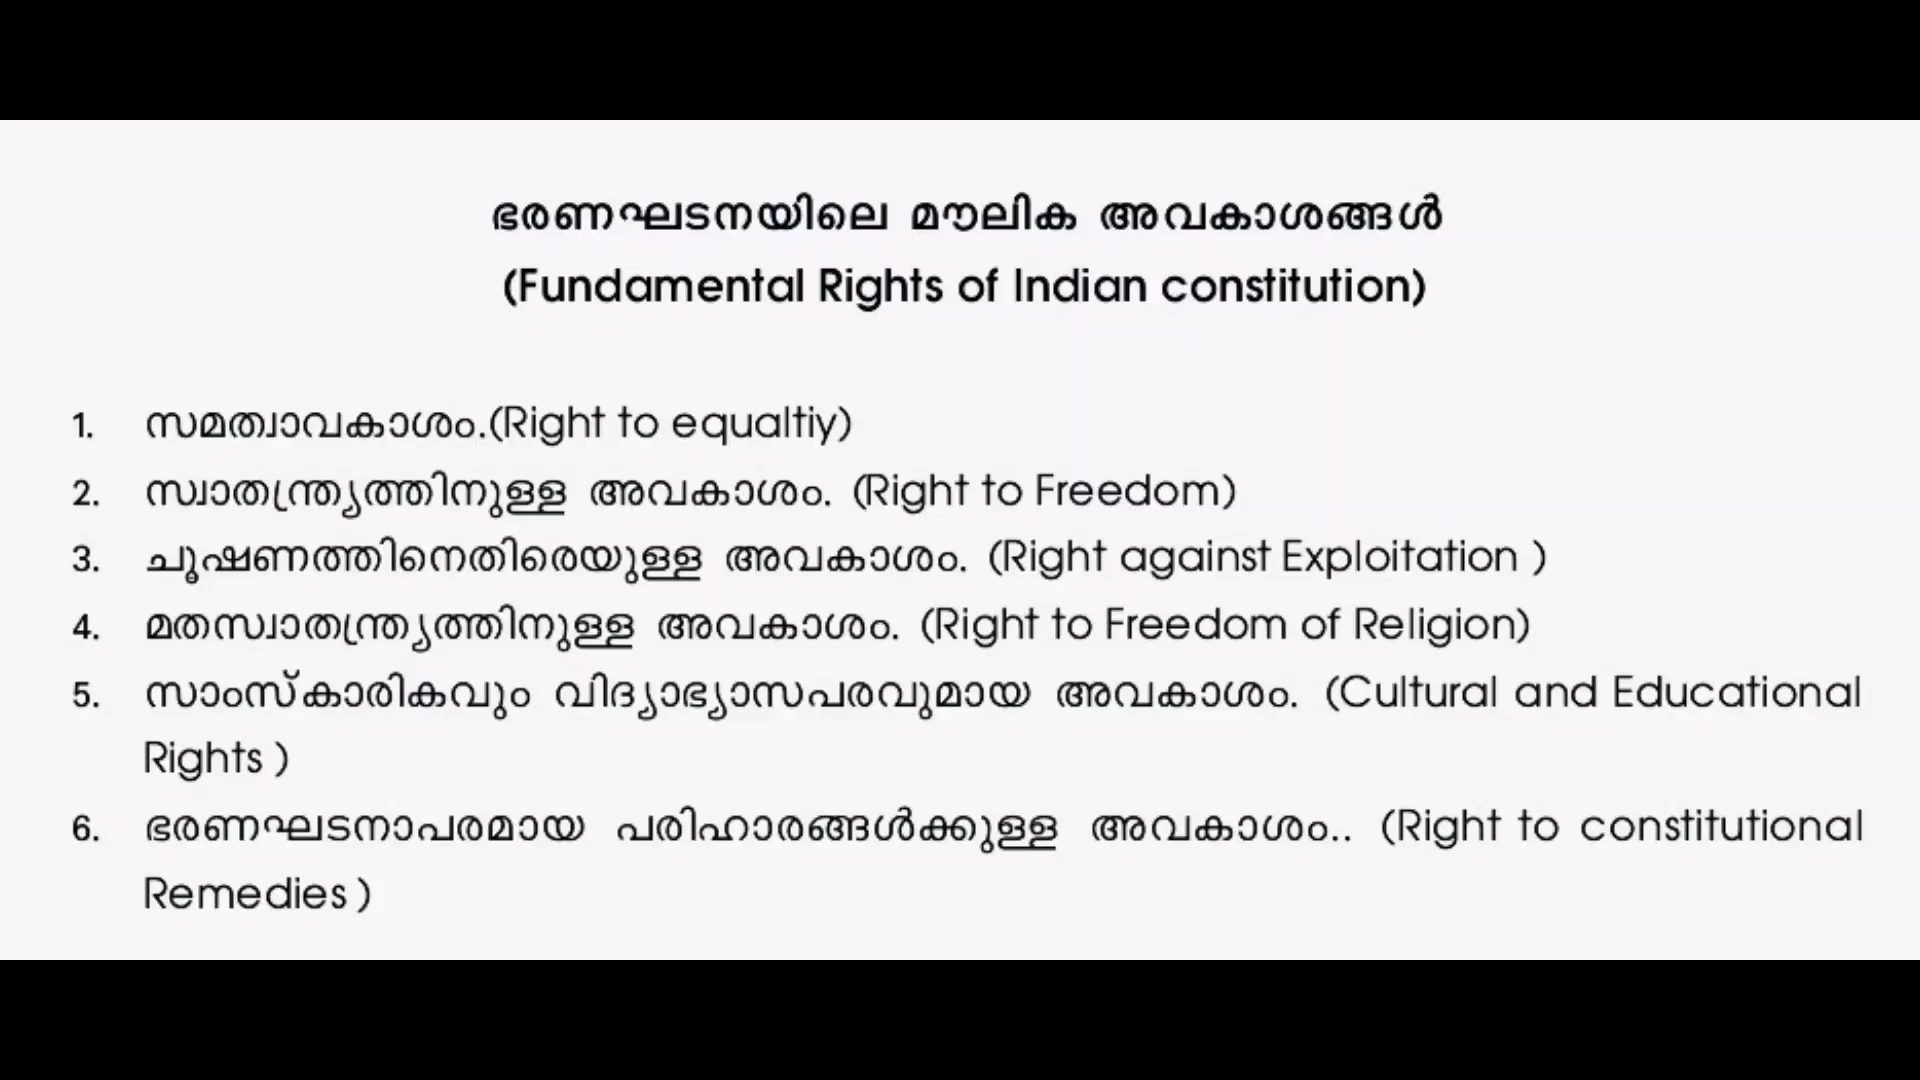 ഭരണഘടനയിലെ മൗലിക അവകാശങ്ങൾ
(Fundamental Rights of Indian constitution)
1. സമത്വാവകാശം.(Right to equaltiy)
2. സ്വാതന്ത്ര്യത്തിനുള്ള അവകാശം. (Right to Freedom)
3. ചൂഷണത്തിനെതിരെയുള്ള അവകാശം. (Right against Exploitation )
4. മതസ്വാതന്ത്ര്യത്തിനുള്ള അവകാശം. (Right to Freedom of Religion)
5. സാംസ്കാരികവും വിദ്യാഭ്യാസപരവുമായ അവകാശം. (Cultural and Educational
Rights )
6. ഭരണഘടനാപരമായ പരിഹാരങ്ങൾക്കുള്ള അവകാശം.. (Right to constitutional
Remedies )